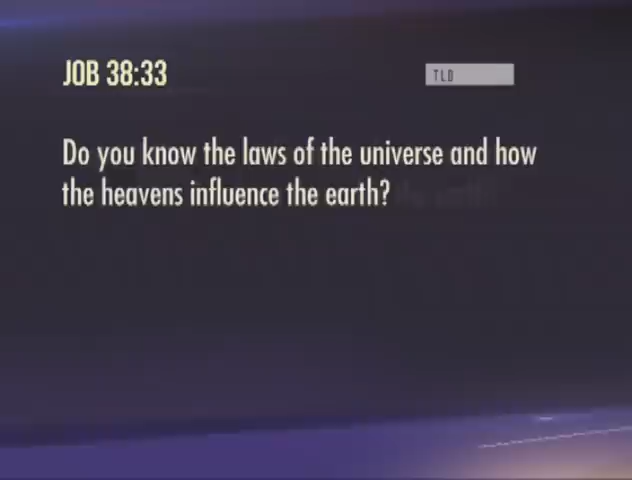 JOB 38:33
TLD
Do you know the laws of the universe and how
the heavens influence the earth?